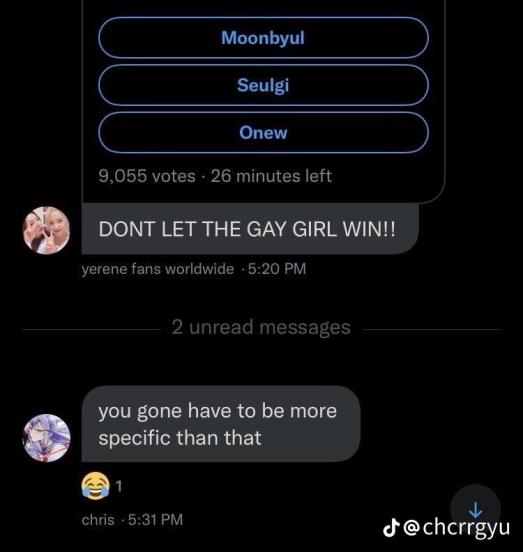 Moonbyul
Seulgi
Onew
9,055 votes · 26 minutes left
DONT LET THE GAY GIRL WIN!!
yerene fans worldwide · 5:20 PM
2 unread messages
you gone have to be more
specific than that
1
chris · 5:31 PM
@chcrrgyu